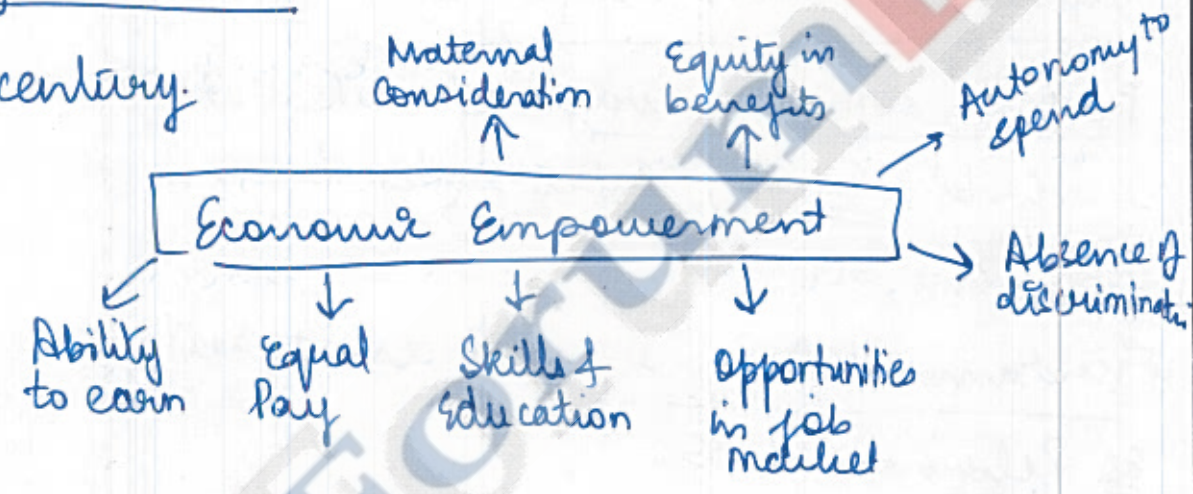 century.
Maternal
Consideration
Equity in
benefits
Autonomy to
spend
Economic Empowerment
Absence of
discriminati
Ability
to earn
Equal
Pay
Skills &
Education
Opportunities
in job
market
Forum